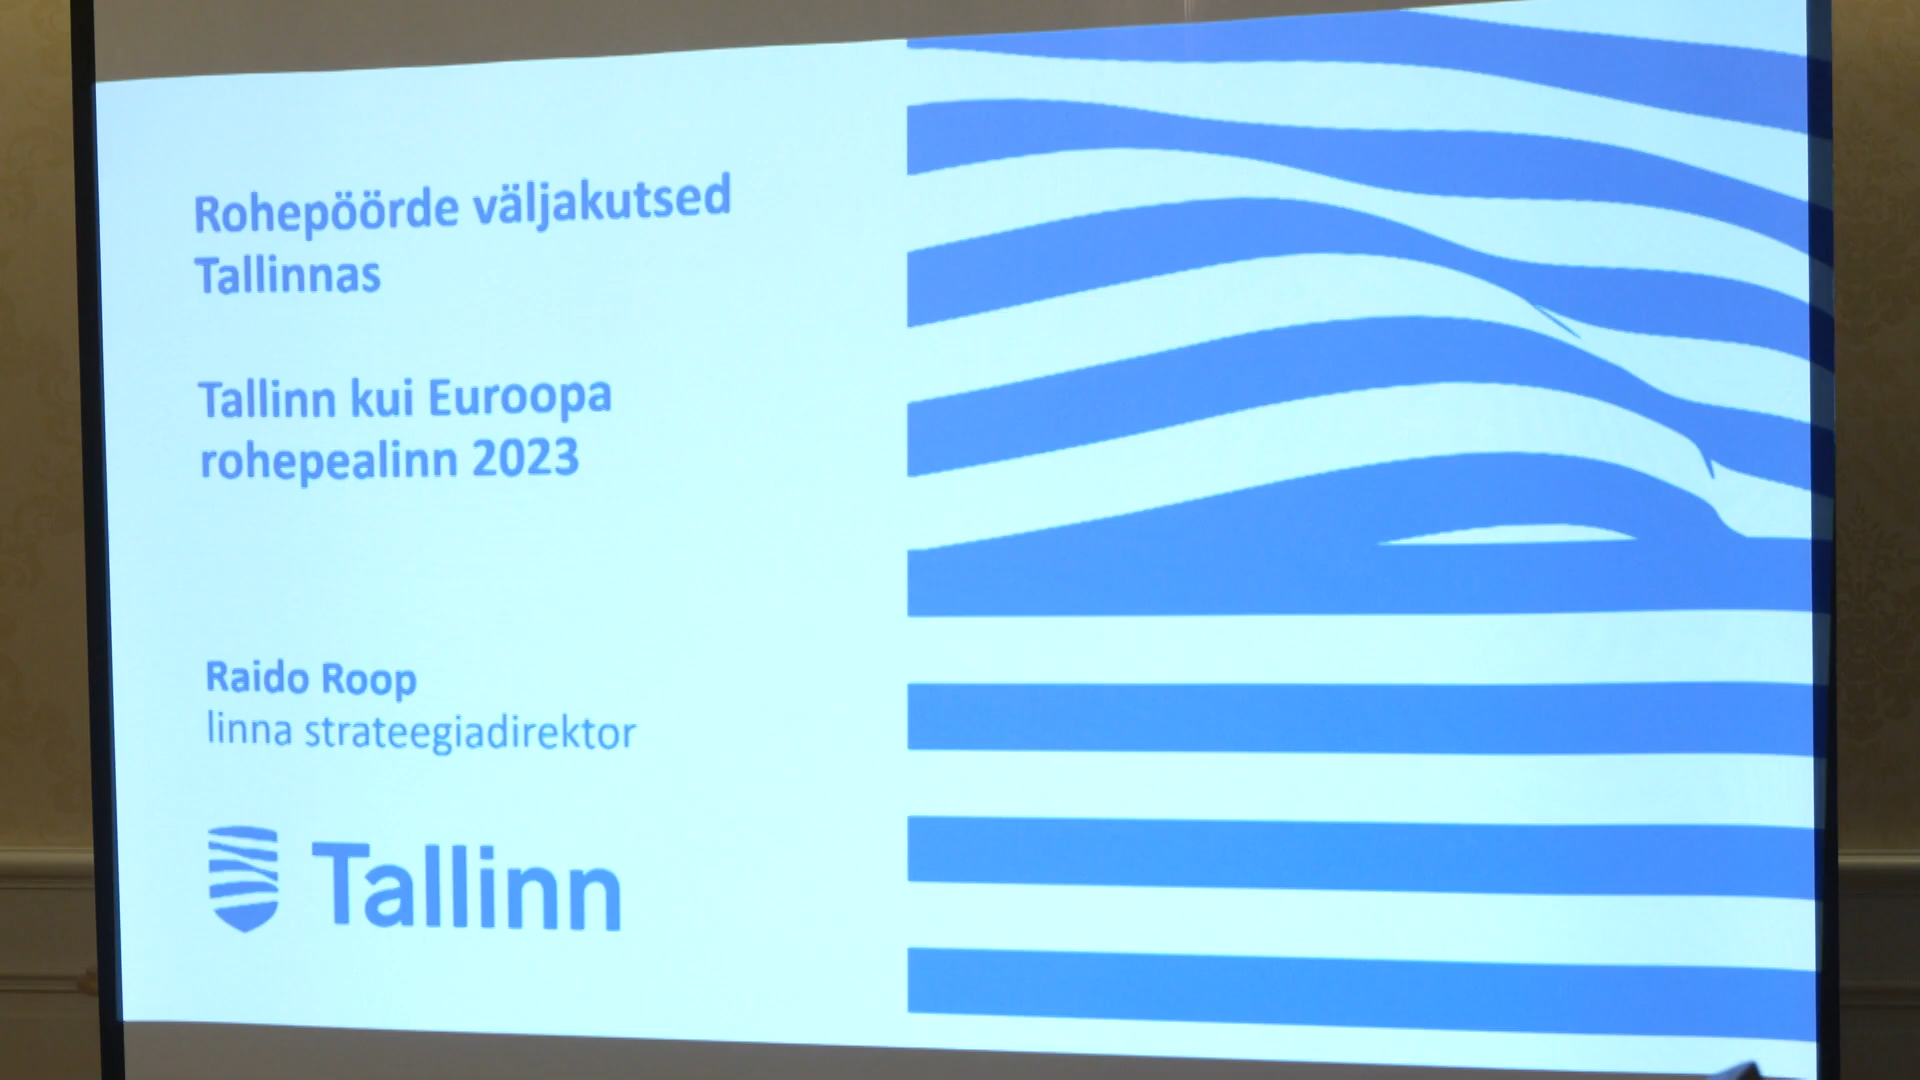 Rohepöörde väljakutsed
Tallinnas
Tallinn kui Euroopa
rohepealinn 2023
Raido Roop
linna strateegiadirektor
Tallinn